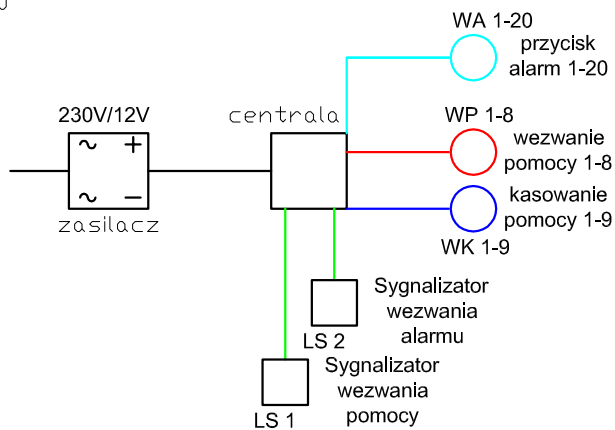 WA 1-20
przycisk
alarm 1-20
230V/12V
centrala
WP 1-8
wezwanie
pomocy 1-8
~ +
~ −
zasilacz
kasowanie
pomocy 1-9
WK 1-9
Sygnalizator
wezwania
alarmu
LS 2
Sygnalizator
wezwania
pomocy
LS 1